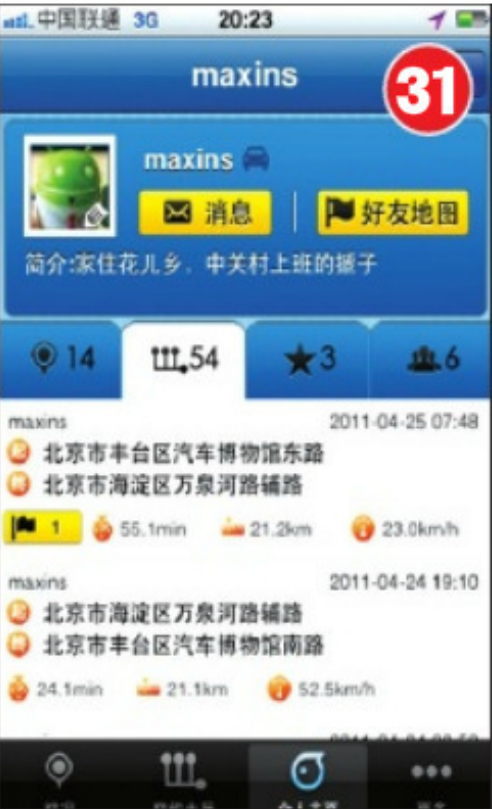 中国联通 3G 20:23
maxins
31
maxins
消息 好友地图
简介:家住花儿乡，中关村上班的
14 54 3 6
maxins 2011-04-25 07:48
起 北京市丰台区汽车博物馆东路
终 北京市海淀区万泉河路辅路
1 55.1min 21.2km 23.0km/h
maxins 2011-04-24 19:10
起 北京市海淀区万泉河路辅路
终 北京市丰台区汽车博物馆南路
24.1min 21.1km 52.5km/h